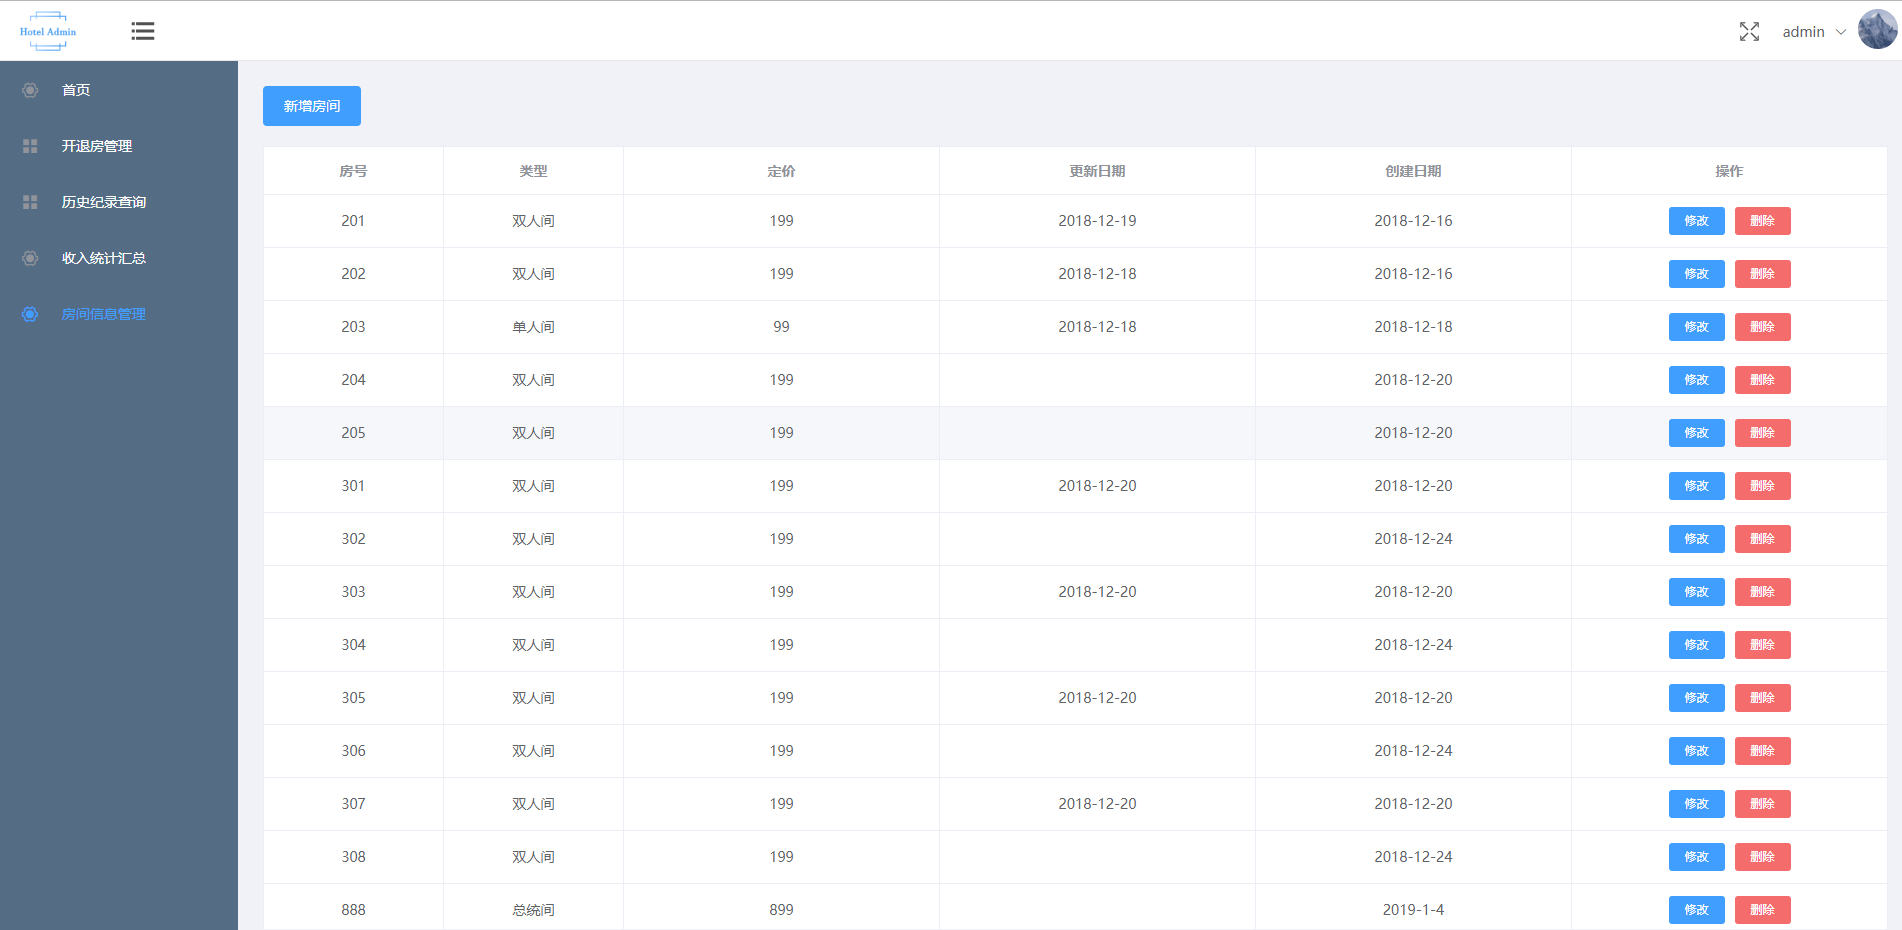 Hotel Admin
admin
首页
开退房管理
历史纪录查询
收入统计汇总
房间信息管理
新增房间
房号 类型 定价 更新日期 创建日期 操作
201 双人间 199 2018-12-19 2018-12-16 修改 删除
202 双人间 199 2018-12-18 2018-12-16 修改 删除
203 单人间 99 2018-12-18 2018-12-18 修改 删除
204 双人间 199 2018-12-20 修改 删除
205 双人间 199 2018-12-20 修改 删除
301 双人间 199 2018-12-20 2018-12-20 修改 删除
302 双人间 199 2018-12-24 修改 删除
303 双人间 199 2018-12-20 2018-12-20 修改 删除
304 双人间 199 2018-12-24 修改 删除
305 双人间 199 2018-12-20 2018-12-20 修改 删除
306 双人间 199 2018-12-24 修改 删除
307 双人间 199 2018-12-20 2018-12-20 修改 删除
308 双人间 199 2018-12-24 修改 删除
888 总统间 899 2019-1-4 修改 删除